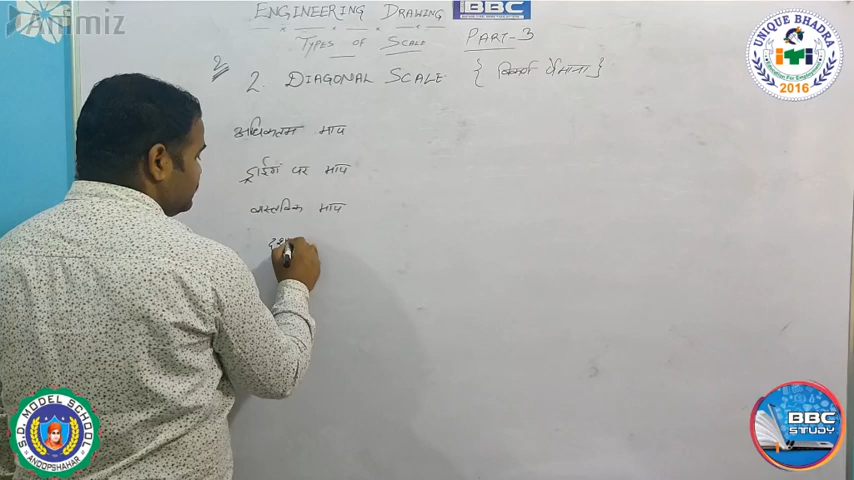 Animiz
ENGINEERING DRAWING
BBC
TYPES OF SCALE PART-3
2. DIAGONAL SCALE { विकर्ण पैमाना }
अधिकतम माप
ड्राईंग पर माप
वास्तविक माप
UNIQUE BHADRA
iTi
2016
S.D. MODEL SCHOOL
ANOOPSHAHAR
BBC
STUDY